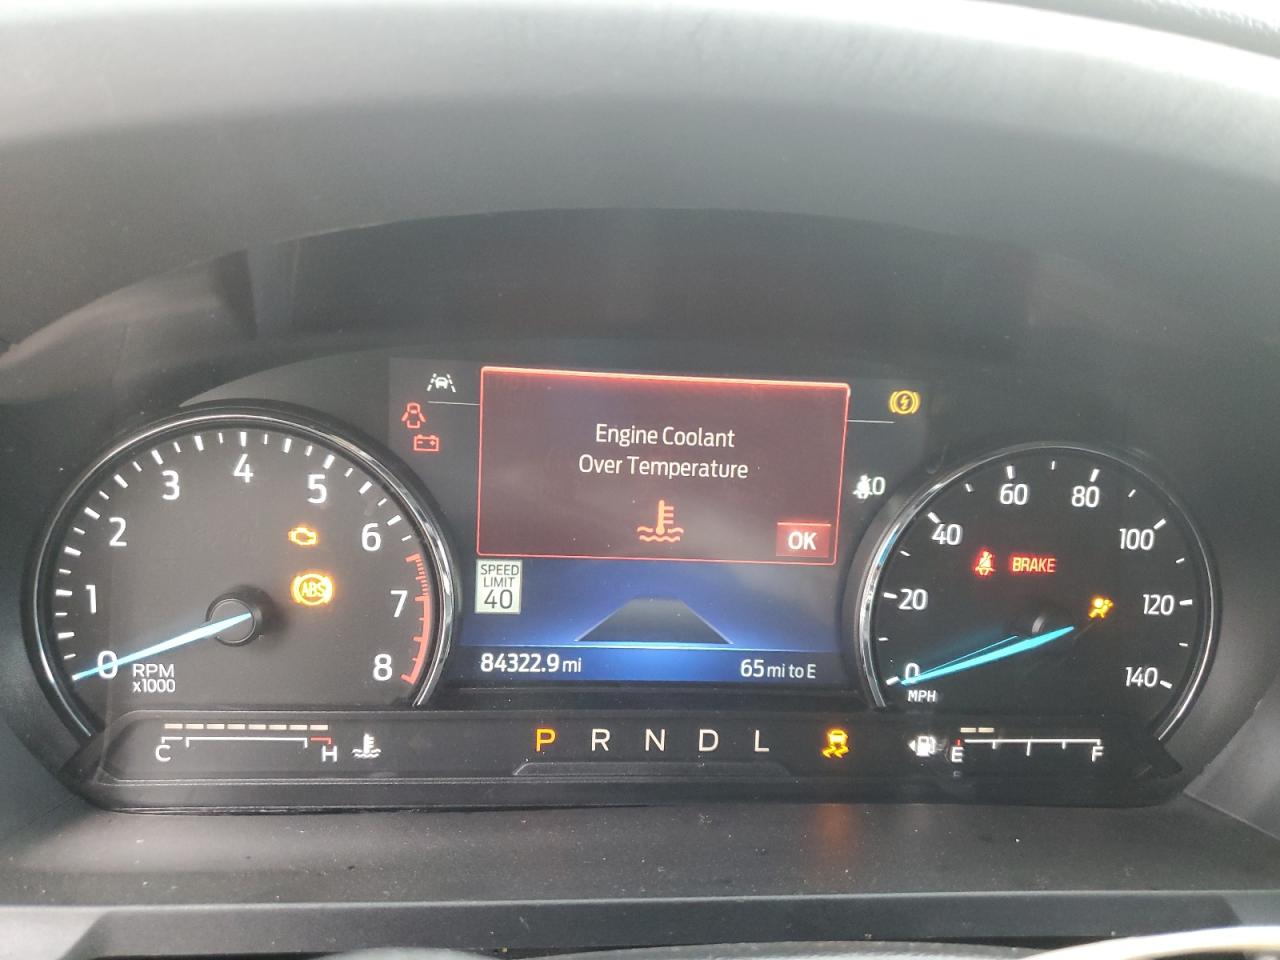 Engine Coolant
Over Temperature
OK
SPEED
LIMIT
40
84322.9 mi
65 mi to E
0
1
2
3
4
5
6
7
8
RPM
x1000
ABS
0
20
40
60
80
100
120
140
MPH
BRAKE
C
H
P R N D L
E
F